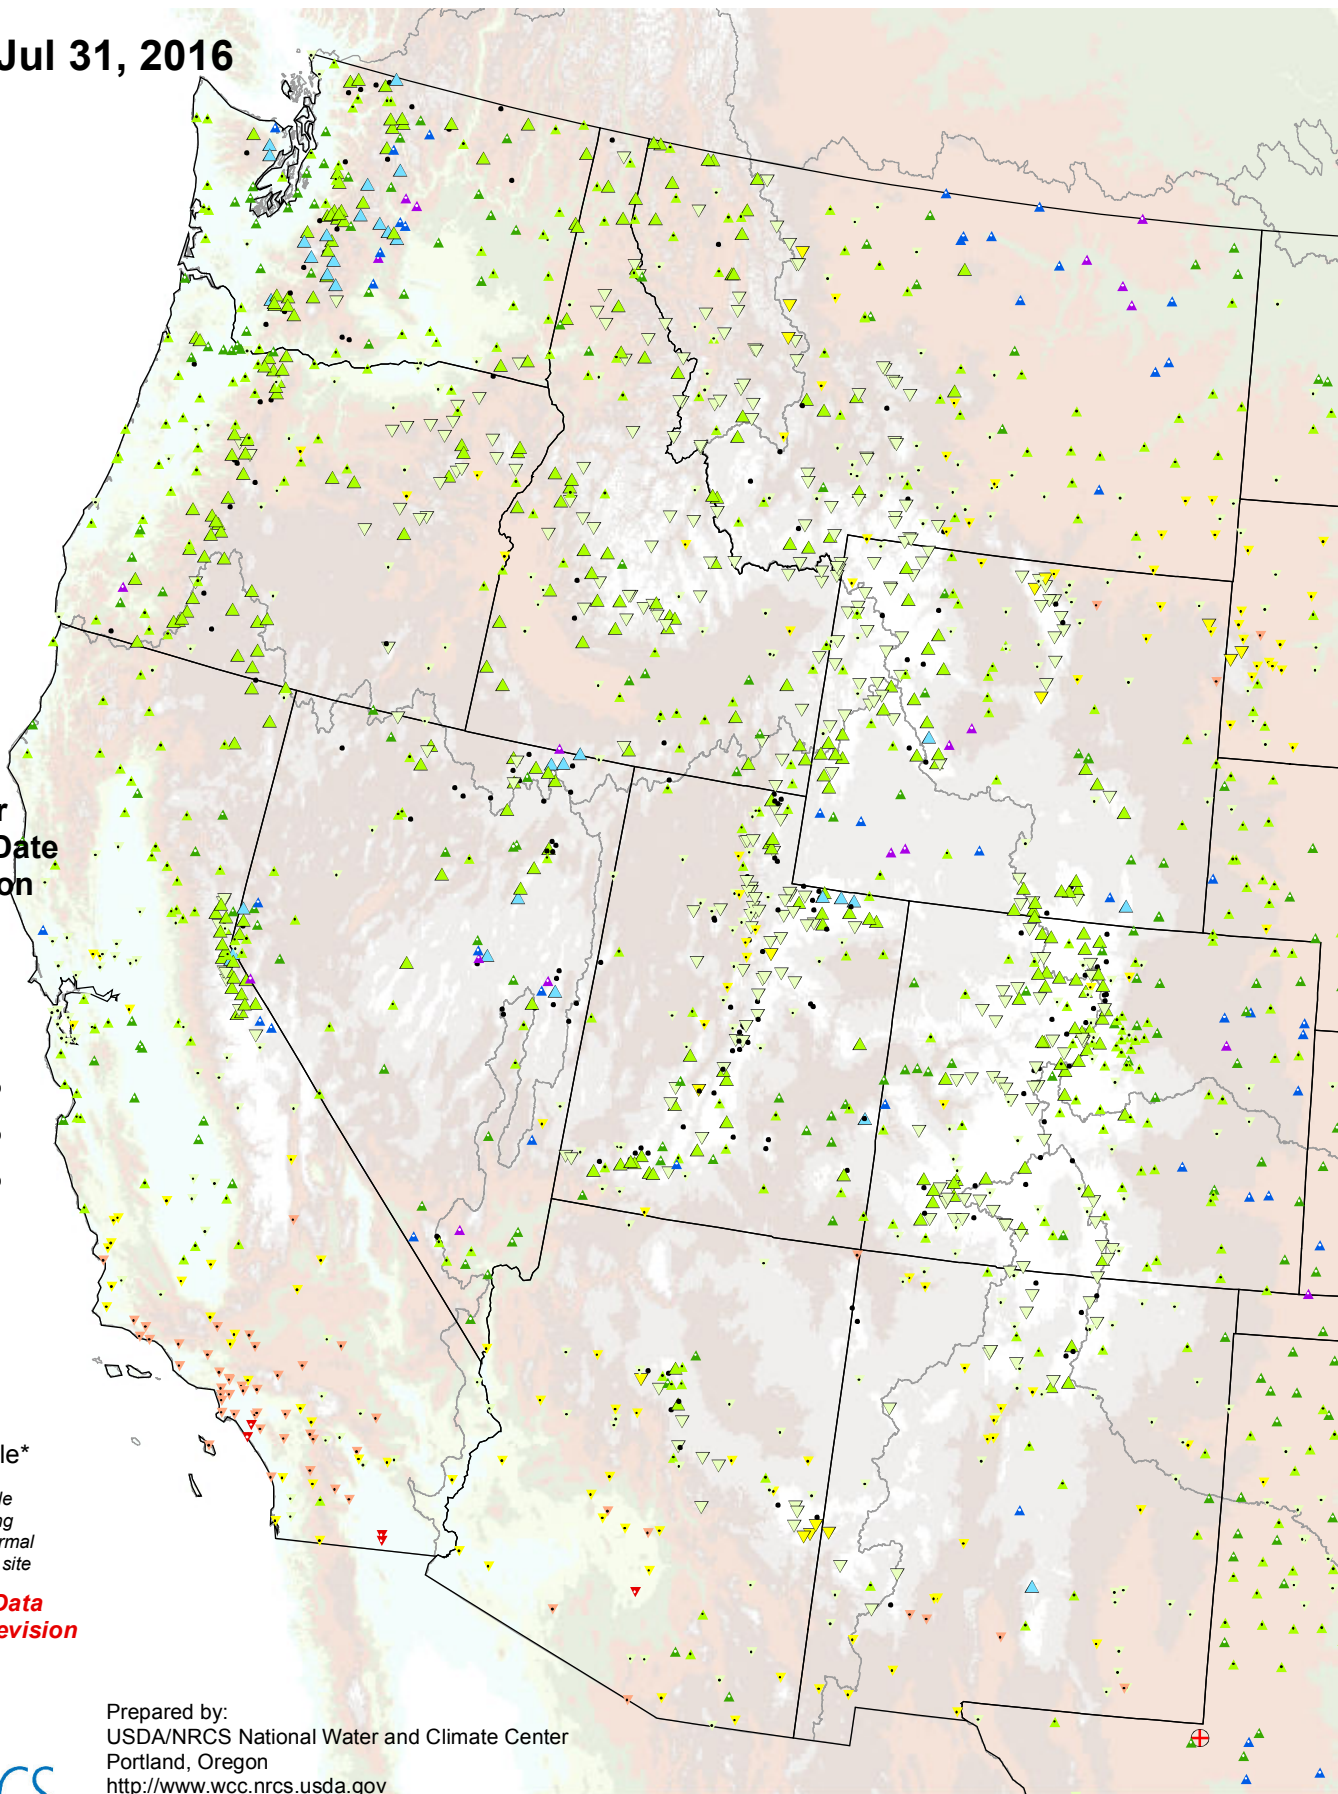 Jul 31, 2016
r
Date
on
le*
le
ng
rmal
site
Data
evision
Prepared by:
USDA/NRCS National Water and Climate Center
Portland, Oregon
http://www.wcc.nrcs.usda.gov
CS